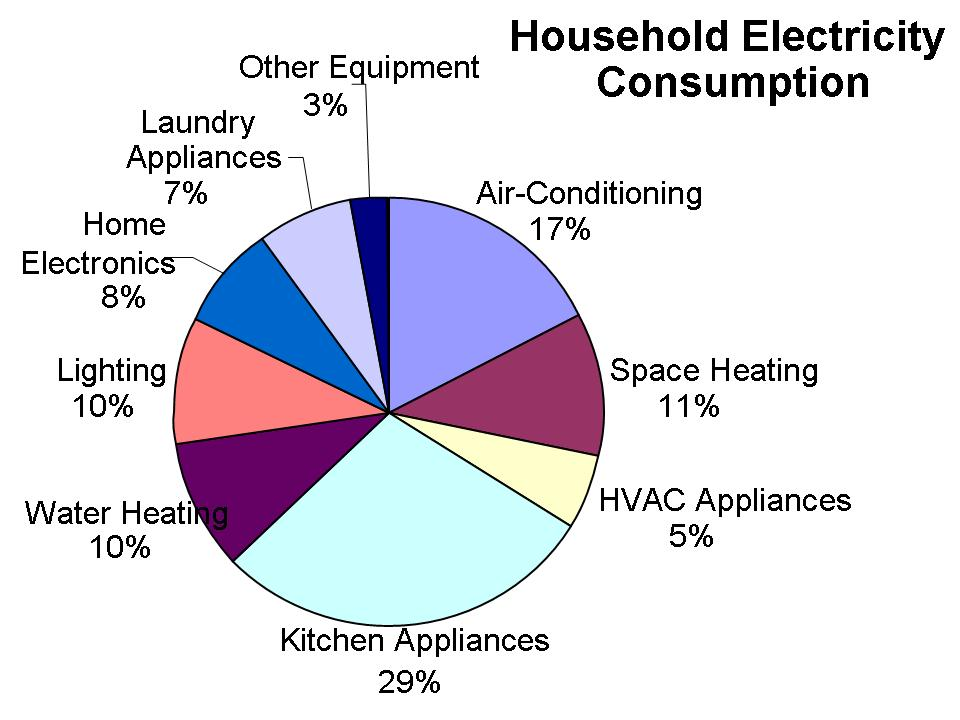 Household Electricity
Consumption
Other Equipment
3%
Laundry
Appliances
7%
Home
Electronics
8%
Lighting
10%
Water Heating
10%
Kitchen Appliances
29%
HVAC Appliances
5%
Space Heating
11%
Air-Conditioning
17%